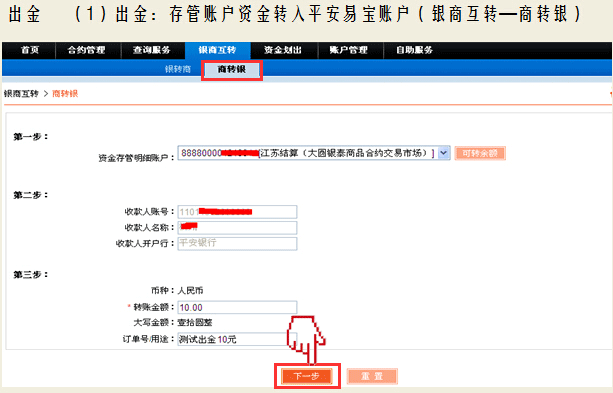 出金 （1）出金：存管账户资金转入平安易宝账户（银商互转—商转银）
首页 合约管理 查询服务 银商互转 资金划出 账户管理 自助服务
银转商 商转银
银商互转 > 商转银
第一步：
资金存管明细账户： 8888000 [江苏结算（大圆银泰商品合约交易市场）] 可转余额
第二步：
收款人账号： 1101
收款人名称：
收款人开户行： 平安银行
第三步：
币种： 人民币
* 转账金额： 10.00
大写金额： 壹拾圆整
订单号/用途： 测试出金10元
下一步 重 置